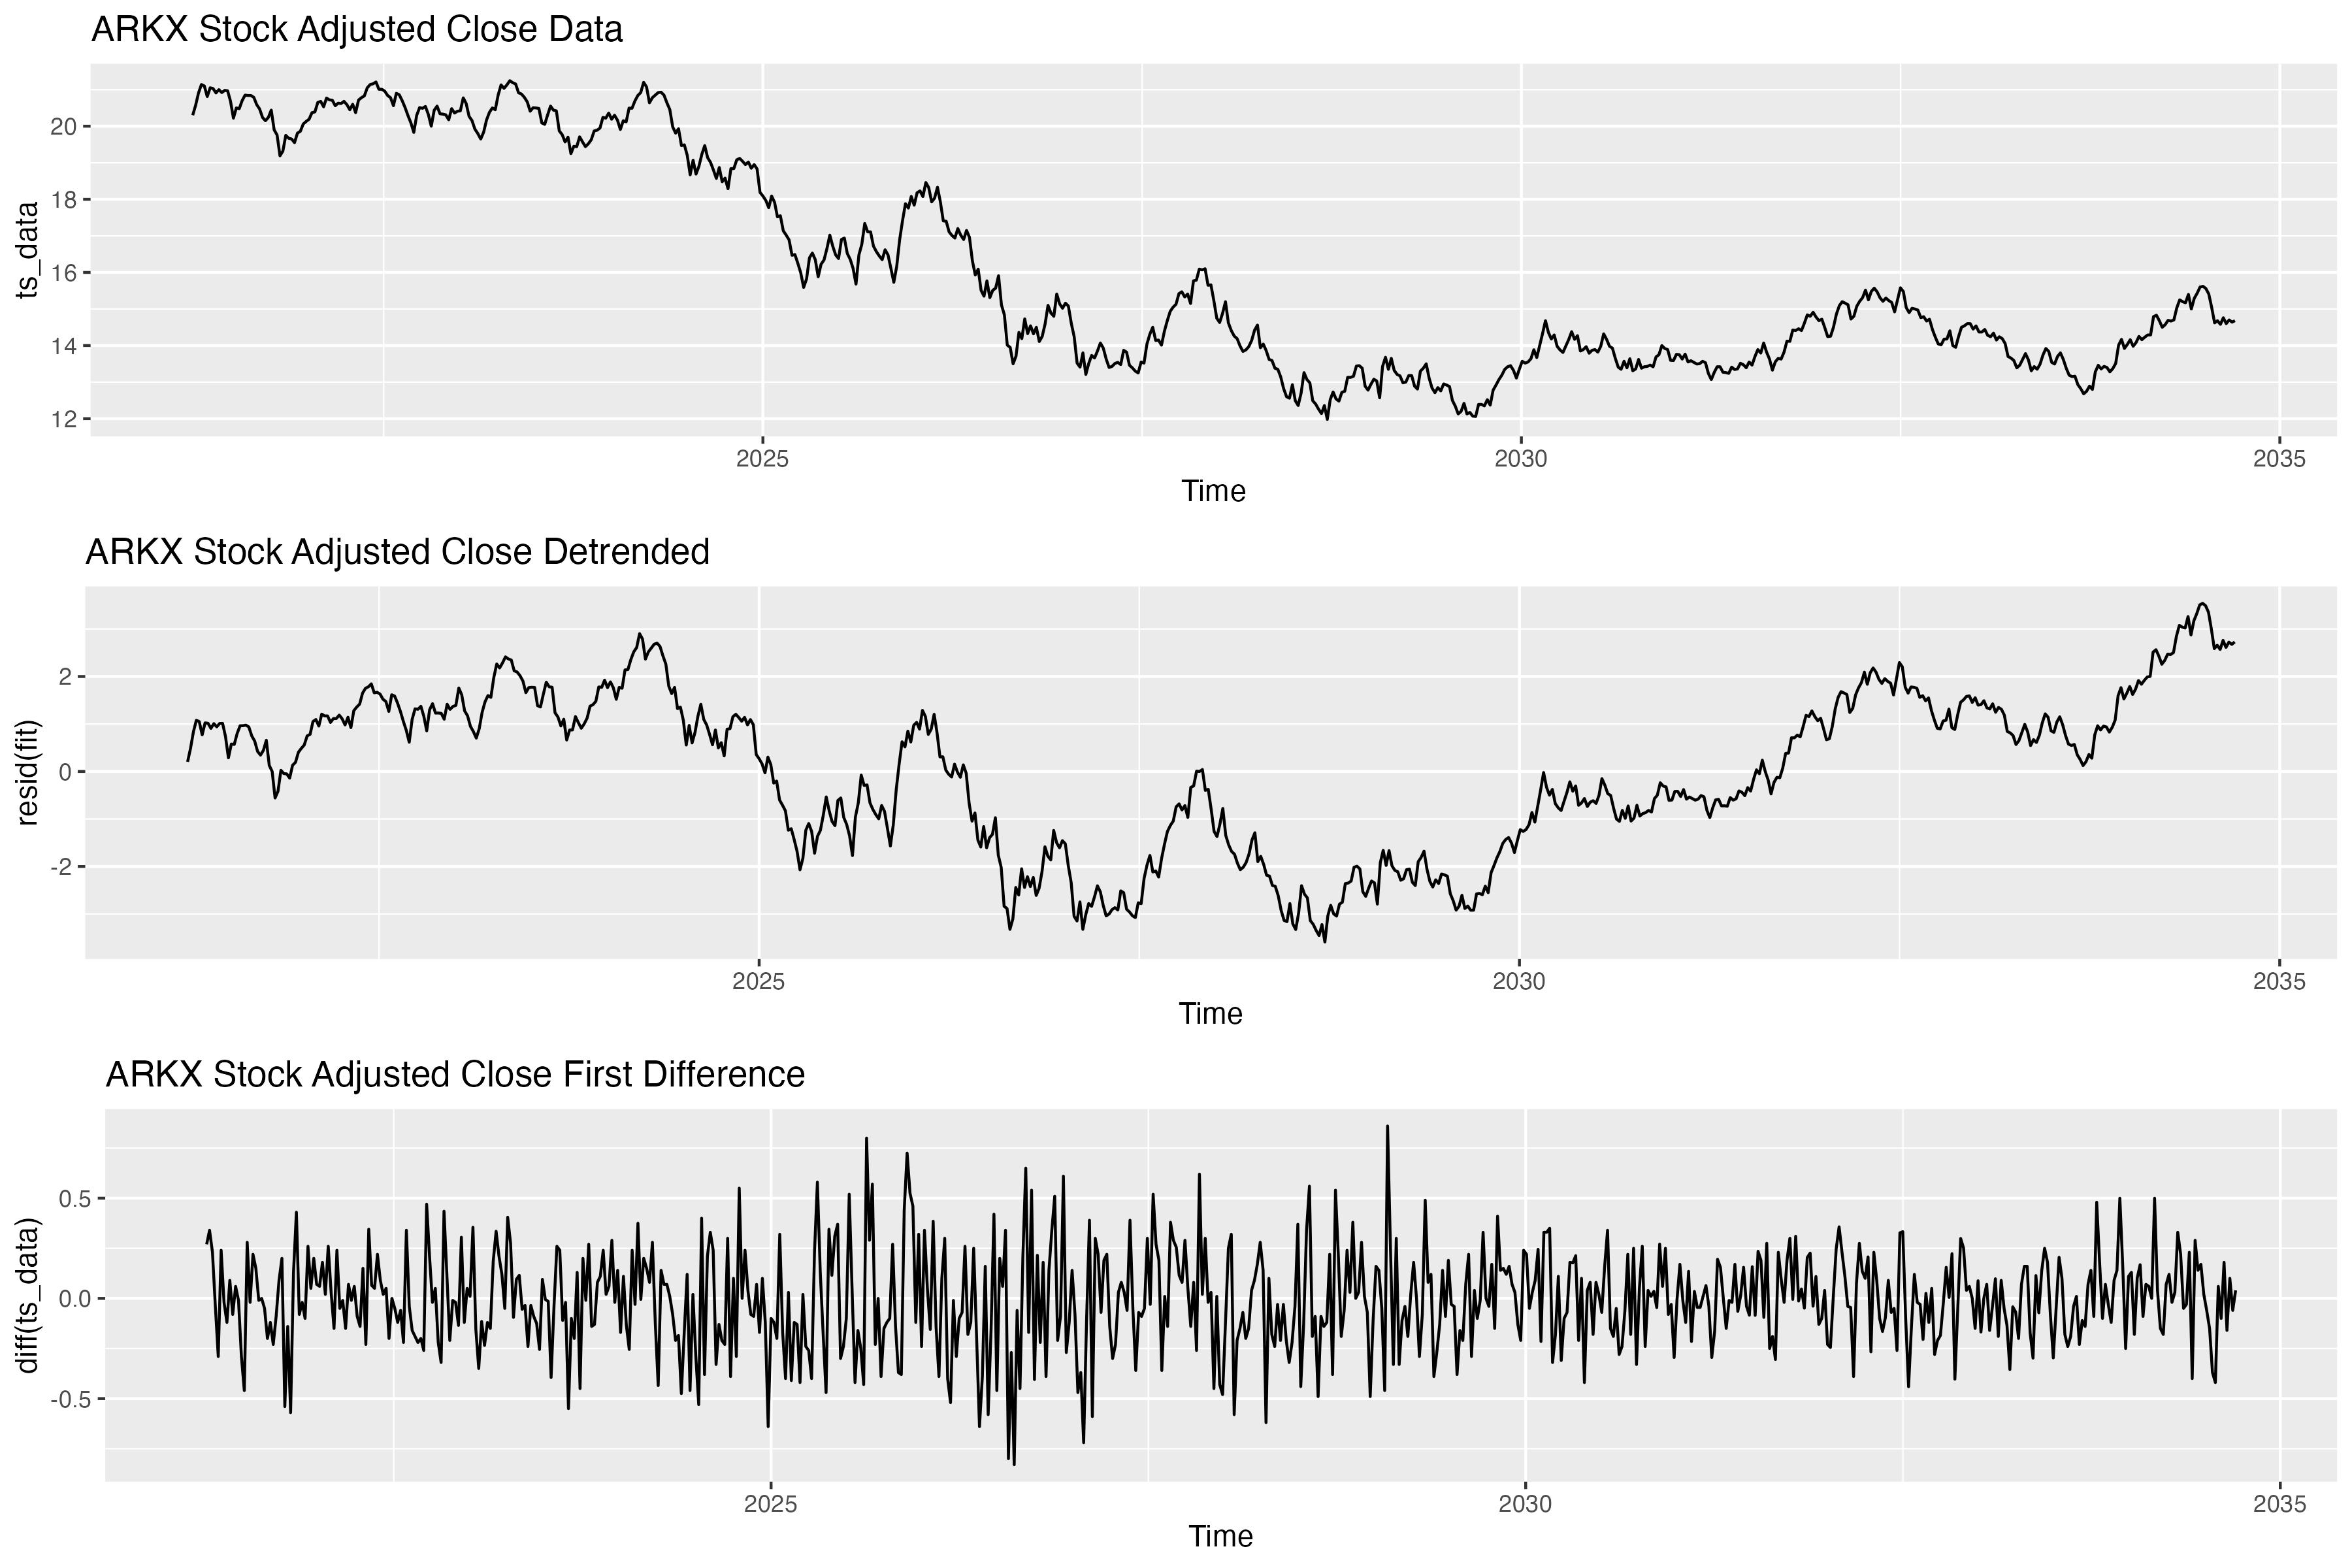 ARKX Stock Adjusted Close Data
ts_data
20
18
16
14
12
2025
2030
2035
Time
ARKX Stock Adjusted Close Detrended
resid(fit)
2
0
-2
2025
2030
2035
Time
ARKX Stock Adjusted Close First Difference
diff(ts_data)
0.5
0.0
-0.5
2025
2030
2035
Time